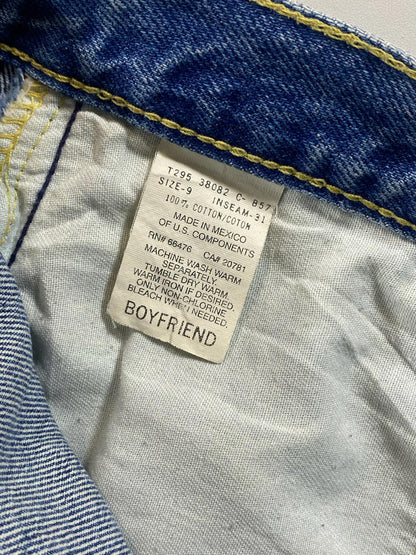 T295 38082 C- 857
SIZE-9 INSEAM-31
100% COTTON/COTON
MADE IN MEXICO
OF U.S. COMPONENTS
RN# 66476 CA# 20781
MACHINE WASH WARM
SEPARATELY.
TUMBLE DRY WARM.
WARM IRON IF DESIRED.
ONLY NON-CHLORINE
BLEACH WHEN NEEDED.
BOYFRIEND